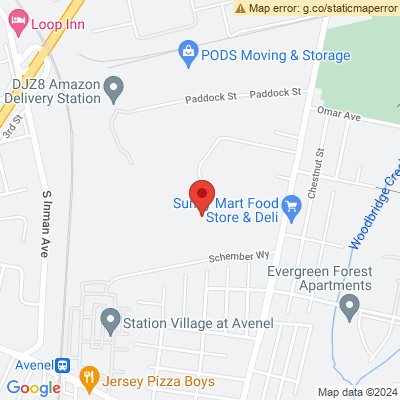 Map error: g.co/staticmaperror
Loop Inn
PODS Moving & Storage
DJZ8 Amazon
Delivery Station
Paddock St
Paddock St
Omar Ave
3rd St
Chestnut St
S Inman Ave
Mart Food
Store & Deli
Woodbridge
Schember Wy
Evergreen Forest
Apartments
Station Village at Avenel
Avenel
Jersey Pizza Boys
Google
Map data ©2024